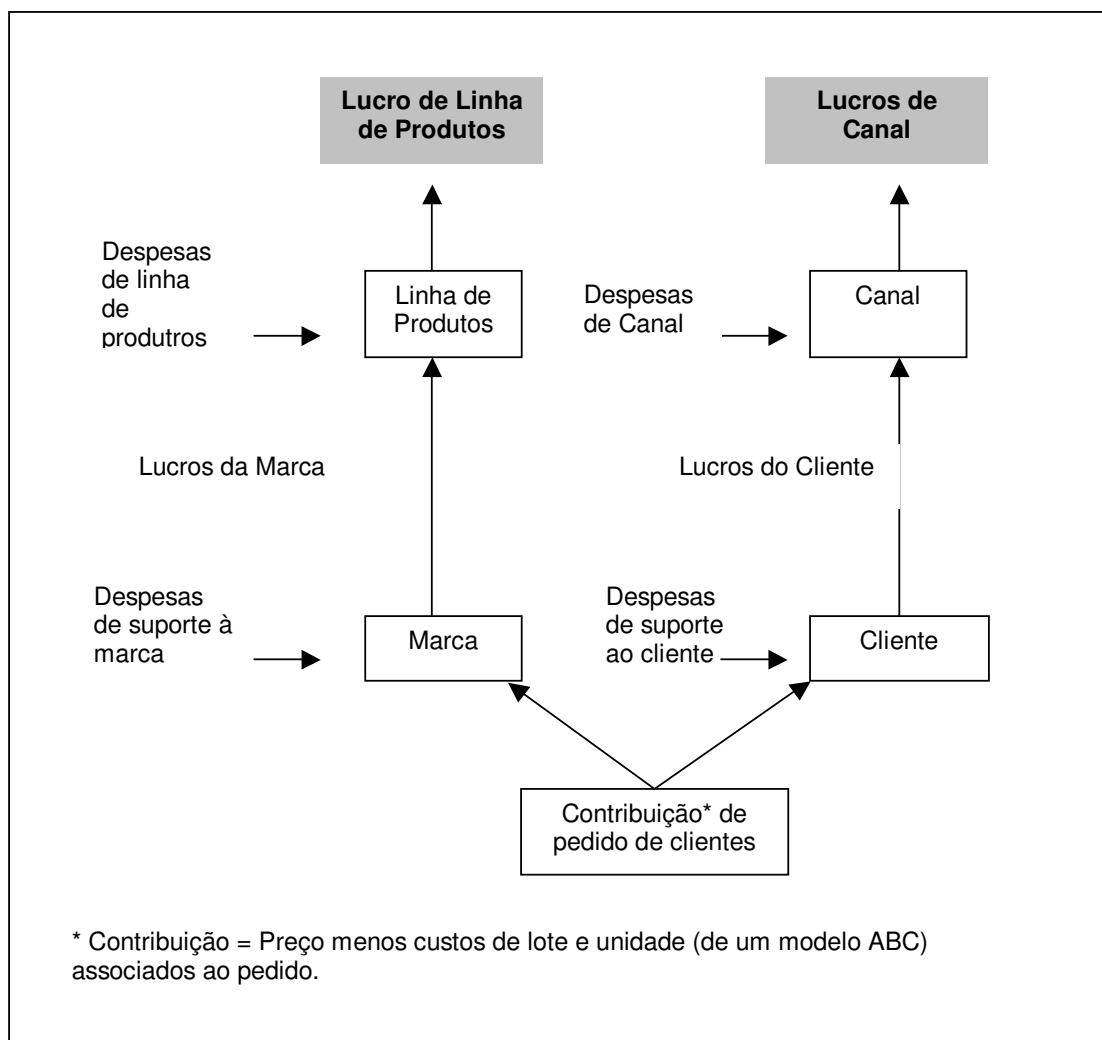 Lucro de Linha
de Produtos
Lucros de
Canal
Despesas
de linha
de
produtros
Linha de
Produtos
Despesas
de Canal
Canal
Lucros da Marca
Lucros do Cliente
Despesas
de suporte à
marca
Marca
Despesas
de suporte
ao cliente
Cliente
Contribuição* de
pedido de clientes
* Contribuição = Preço menos custos de lote e unidade (de um modelo ABC)
associados ao pedido.